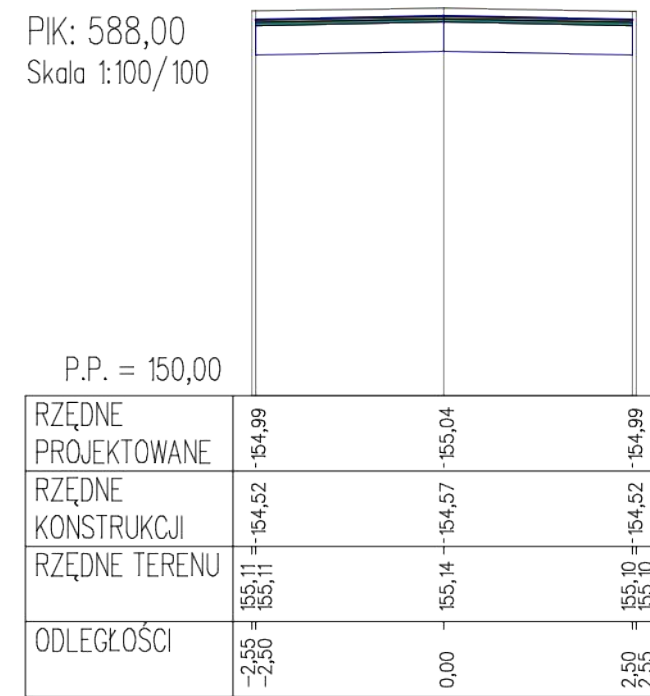 PIK: 588,00
Skala 1:100/100
P.P. = 150,00
RZĘDNE
PROJEKTOWANE
154,99
155,04
154,99
RZĘDNE
KONSTRUKCJI
154,52
154,57
154,52
RZĘDNE TERENU
155,11
155,11
155,14
155,10
155,10
ODLEGŁOŚCI
-2,55
-2,50
0,00
2,50
2,55